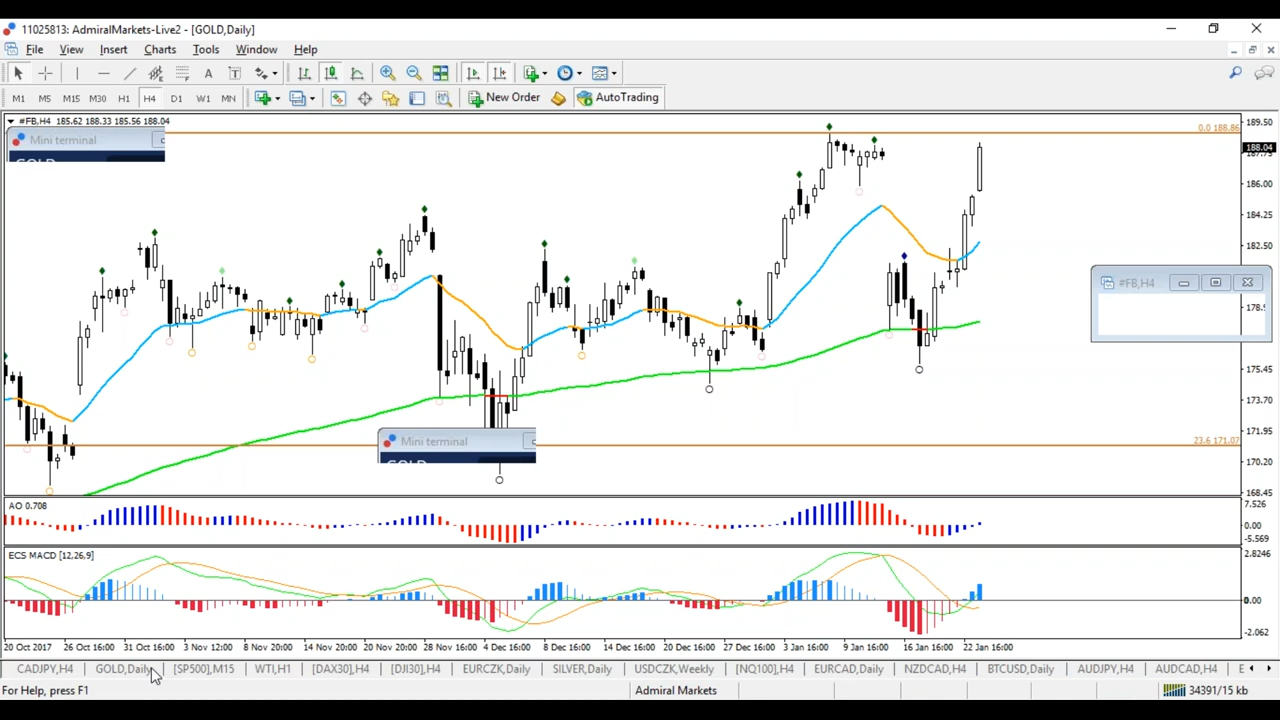 11025813: AdmiralMarkets-Live2 - [GOLD,Daily]
File View Insert Charts Tools Window Help
M1 M5 M15 M30 H1 H4 D1 W1 MN New Order AutoTrading
#FB,H4 185.62 188.33 185.56 188.04
Mini terminal
GOLD
0.0 188.86
189.50
188.04
186.00
184.25
182.50
#FB,H4
175.45
173.70
171.95
Mini terminal
GOLD
23.6 171.07
170.20
168.45
AO 0.708
7.526
0.00
-5.569
ECS MACD [12,26,9]
2.8246
0.00
-2.062
20 Oct 2017 26 Oct 16:00 31 Oct 16:00 3 Nov 12:00 8 Nov 20:00 14 Nov 20:00 20 Nov 20:00 28 Nov 16:00 4 Dec 16:00 8 Dec 16:00 14 Dec 16:00 20 Dec 16:00 27 Dec 16:00 3 Jan 16:00 9 Jan 16:00 16 Jan 16:00 22 Jan 16:00
CADJPY,H4 GOLD,Daily [SP500],M15 WTI,H1 [DAX30],H4 [DJI30],H4 EURCZK,Daily SILVER,Daily USDCZK,Weekly [NQ100],H4 EURCAD,Daily NZDCAD,H4 BTCUSD,Daily AUDJPY,H4 AUDCAD,H4 E
For Help, press F1 Admiral Markets 34391/15 kb